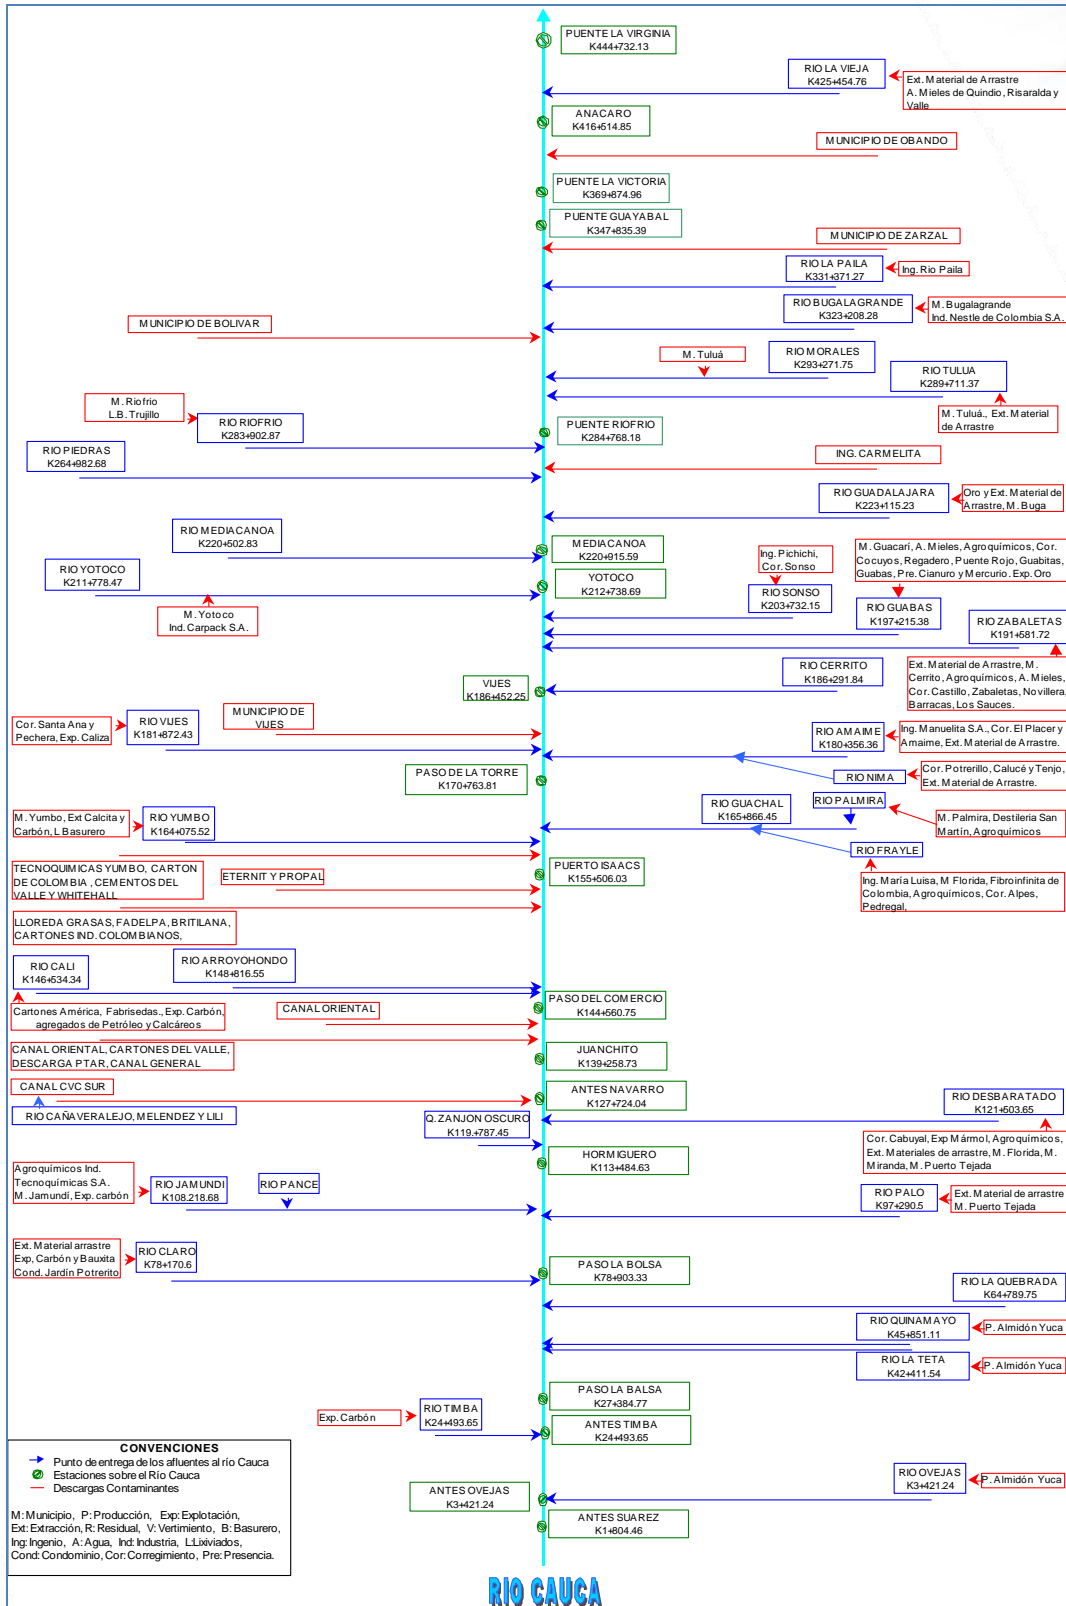 PUENTE LA VIRGINIA
K444+732.13
RIO LA VIEJA
K425+454.76
Ext. Material de Arrastre
A. Mieles de Quindio, Risaralda y
Valle
ANACARO
K416+514.85
MUNICIPIO DE OBANDO
PUENTE LA VICTORIA
K369+874.96
PUENTE GUAYABAL
K347+835.39
MUNICIPIO DE ZARZAL
RIO LA PAILA
K331+371.27
Ing. Rio Paila
RIO BUGALAGRANDE
K323+208.28
M. Bugalagrande
Ind. Nestle de Colombia S.A.
MUNICIPIO DE BOLIVAR
M. Tuluá
RIO MORALES
K293+271.75
RIO TULUA
K289+711.37
M. Tuluá., Ext. Material
de Arrastre
M. Riofrio
L.B. Trujillo
RIO RIOFRIO
K283+902.87
PUENTE RIOFRIO
K284+768.18
RIO PIEDRAS
K264+982.68
ING. CARMELITA
RIO GUADALAJARA
K223+115.23
Oro y Ext. Material de
Arrastre, M. Buga
RIO MEDIACANOA
K220+502.83
MEDIACANOA
K220+915.59
RIO YOTOCO
K211+778.47
YOTOCO
K212+738.69
M. Yotoco
Ind. Carpack S.A.
Ing. Pichichi,
Cor. Sonso
RIO SONSO
K203+732.15
M. Guacarí, A. Mieles, Agroquímicos, Cor.
Cocuyos, Regadero, Puente Rojo, Guabitas,
Guabas, Pre. Cianuro y Mercurio. Exp. Oro
RIO GUABAS
K197+215.38
RIO ZABALETAS
K191+581.72
Ext. Material de Arrastre, M.
Cerrito, Agroquímicos, A. Mieles,
Cor. Castillo, Zabaletas, Novillera,
Barracas, Los Sauces.
RIO CERRITO
K186+291.84
VIJES
K186+452.25
Cor. Santa Ana y
Pechera, Exp. Caliza
RIO VIJES
K181+872.43
MUNICIPIO DE
VIJES
RIO AMAIME
K180+356.36
Ing. Manuelita S.A., Cor. El Placer y
Amaime, Ext. Material de Arrastre.
PASO DE LA TORRE
K170+763.81
RIO NIMA
Cor. Potrerillo, Calucé y Tenjo,
Ext. Material de Arrastre.
M. Yumbo, Ext Calcita y
Carbón, L Basurero
RIO YUMBO
K164+075.52
RIO GUACHAL
K165+866.45
RIO PALMIRA
M. Palmira, Destileria San
Martín, Agroquímicos
RIO FRAYLE
Ing. María Luisa, M Florida, Fibroinfinita de
Colombia, Agroquímicos, Cor. Alpes,
Pedregal,
TECNOQUIMICAS YUMBO, CARTON
DE COLOMBIA , CEMENTOS DEL
VALLE Y WHITEHALL
ETERNIT Y PROPAL
PUERTO ISAACS
K155+506.03
LLOREDA GRASAS, FADELPA, BRITILANA,
CARTONES IND. COLOMBIANOS,
RIO CALI
K146+534.34
RIO ARROYOHONDO
K148+816.55
Cartones América, Fabrisedas., Exp. Carbón,
agregados de Petróleo y Calcáreos
CANAL ORIENTAL
PASO DEL COMERCIO
K144+560.75
CANAL ORIENTAL, CARTONES DEL VALLE,
DESCARGA PTAR, CANAL GENERAL
JUANCHITO
K139+258.73
CANAL CVC SUR
RIO CAÑAVERALEJO, MELENDEZ Y LILI
ANTES NAVARRO
K127+724.04
RIO DESBARATADO
K121+503.65
Q. ZANJON OSCURO
K119.+787.45
Cor. Cabuyal, Exp Mármol, Agroquímicos,
Ext. Materiales de arrastre, M. Florida, M.
Miranda, M. Puerto Tejada
HORMIGUERO
K113+484.63
Agroquímicos Ind.
Tecnoquímicas S.A.
M. Jamundí, Exp. carbón
RIO JAMUNDI
K108.218.68
RIO PANCE
RIO PALO
K97+290.5
Ext. Material de arrastre
M. Puerto Tejada
Ext. Material arrastre
Exp, Carbón y Bauxita
Cond. Jardín Potrerito
RIO CLARO
K78+170.6
PASO LA BOLSA
K78+903.33
RIO LA QUEBRADA
K64+789.75
RIO QUINAMAYO
K45+851.11
P. Almidón Yuca
RIO LA TETA
K42+411.54
P. Almidón Yuca
PASO LA BALSA
K27+384.77
Exp. Carbón
RIO TIMBA
K24+493.65
ANTES TIMBA
K24+493.65
CONVENCIONES
Punto de entrega de los afluentes al río Cauca
Estaciones sobre el Río Cauca
Descargas Contaminantes
M: Municipio, P: Producción, Exp: Explotación,
Ext: Extracción, R: Residual, V: Vertimiento, B: Basurero,
Ing: Ingenio, A: Agua, Ind: Industria, L:Lixiviados,
Cond: Condominio, Cor: Corregimiento, Pre: Presencia.
ANTES OVEJAS
K3+421.24
RIO OVEJAS
K3+421.24
P. Almidón Yuca
ANTES SUAREZ
K1+804.46
RIO CAUCA